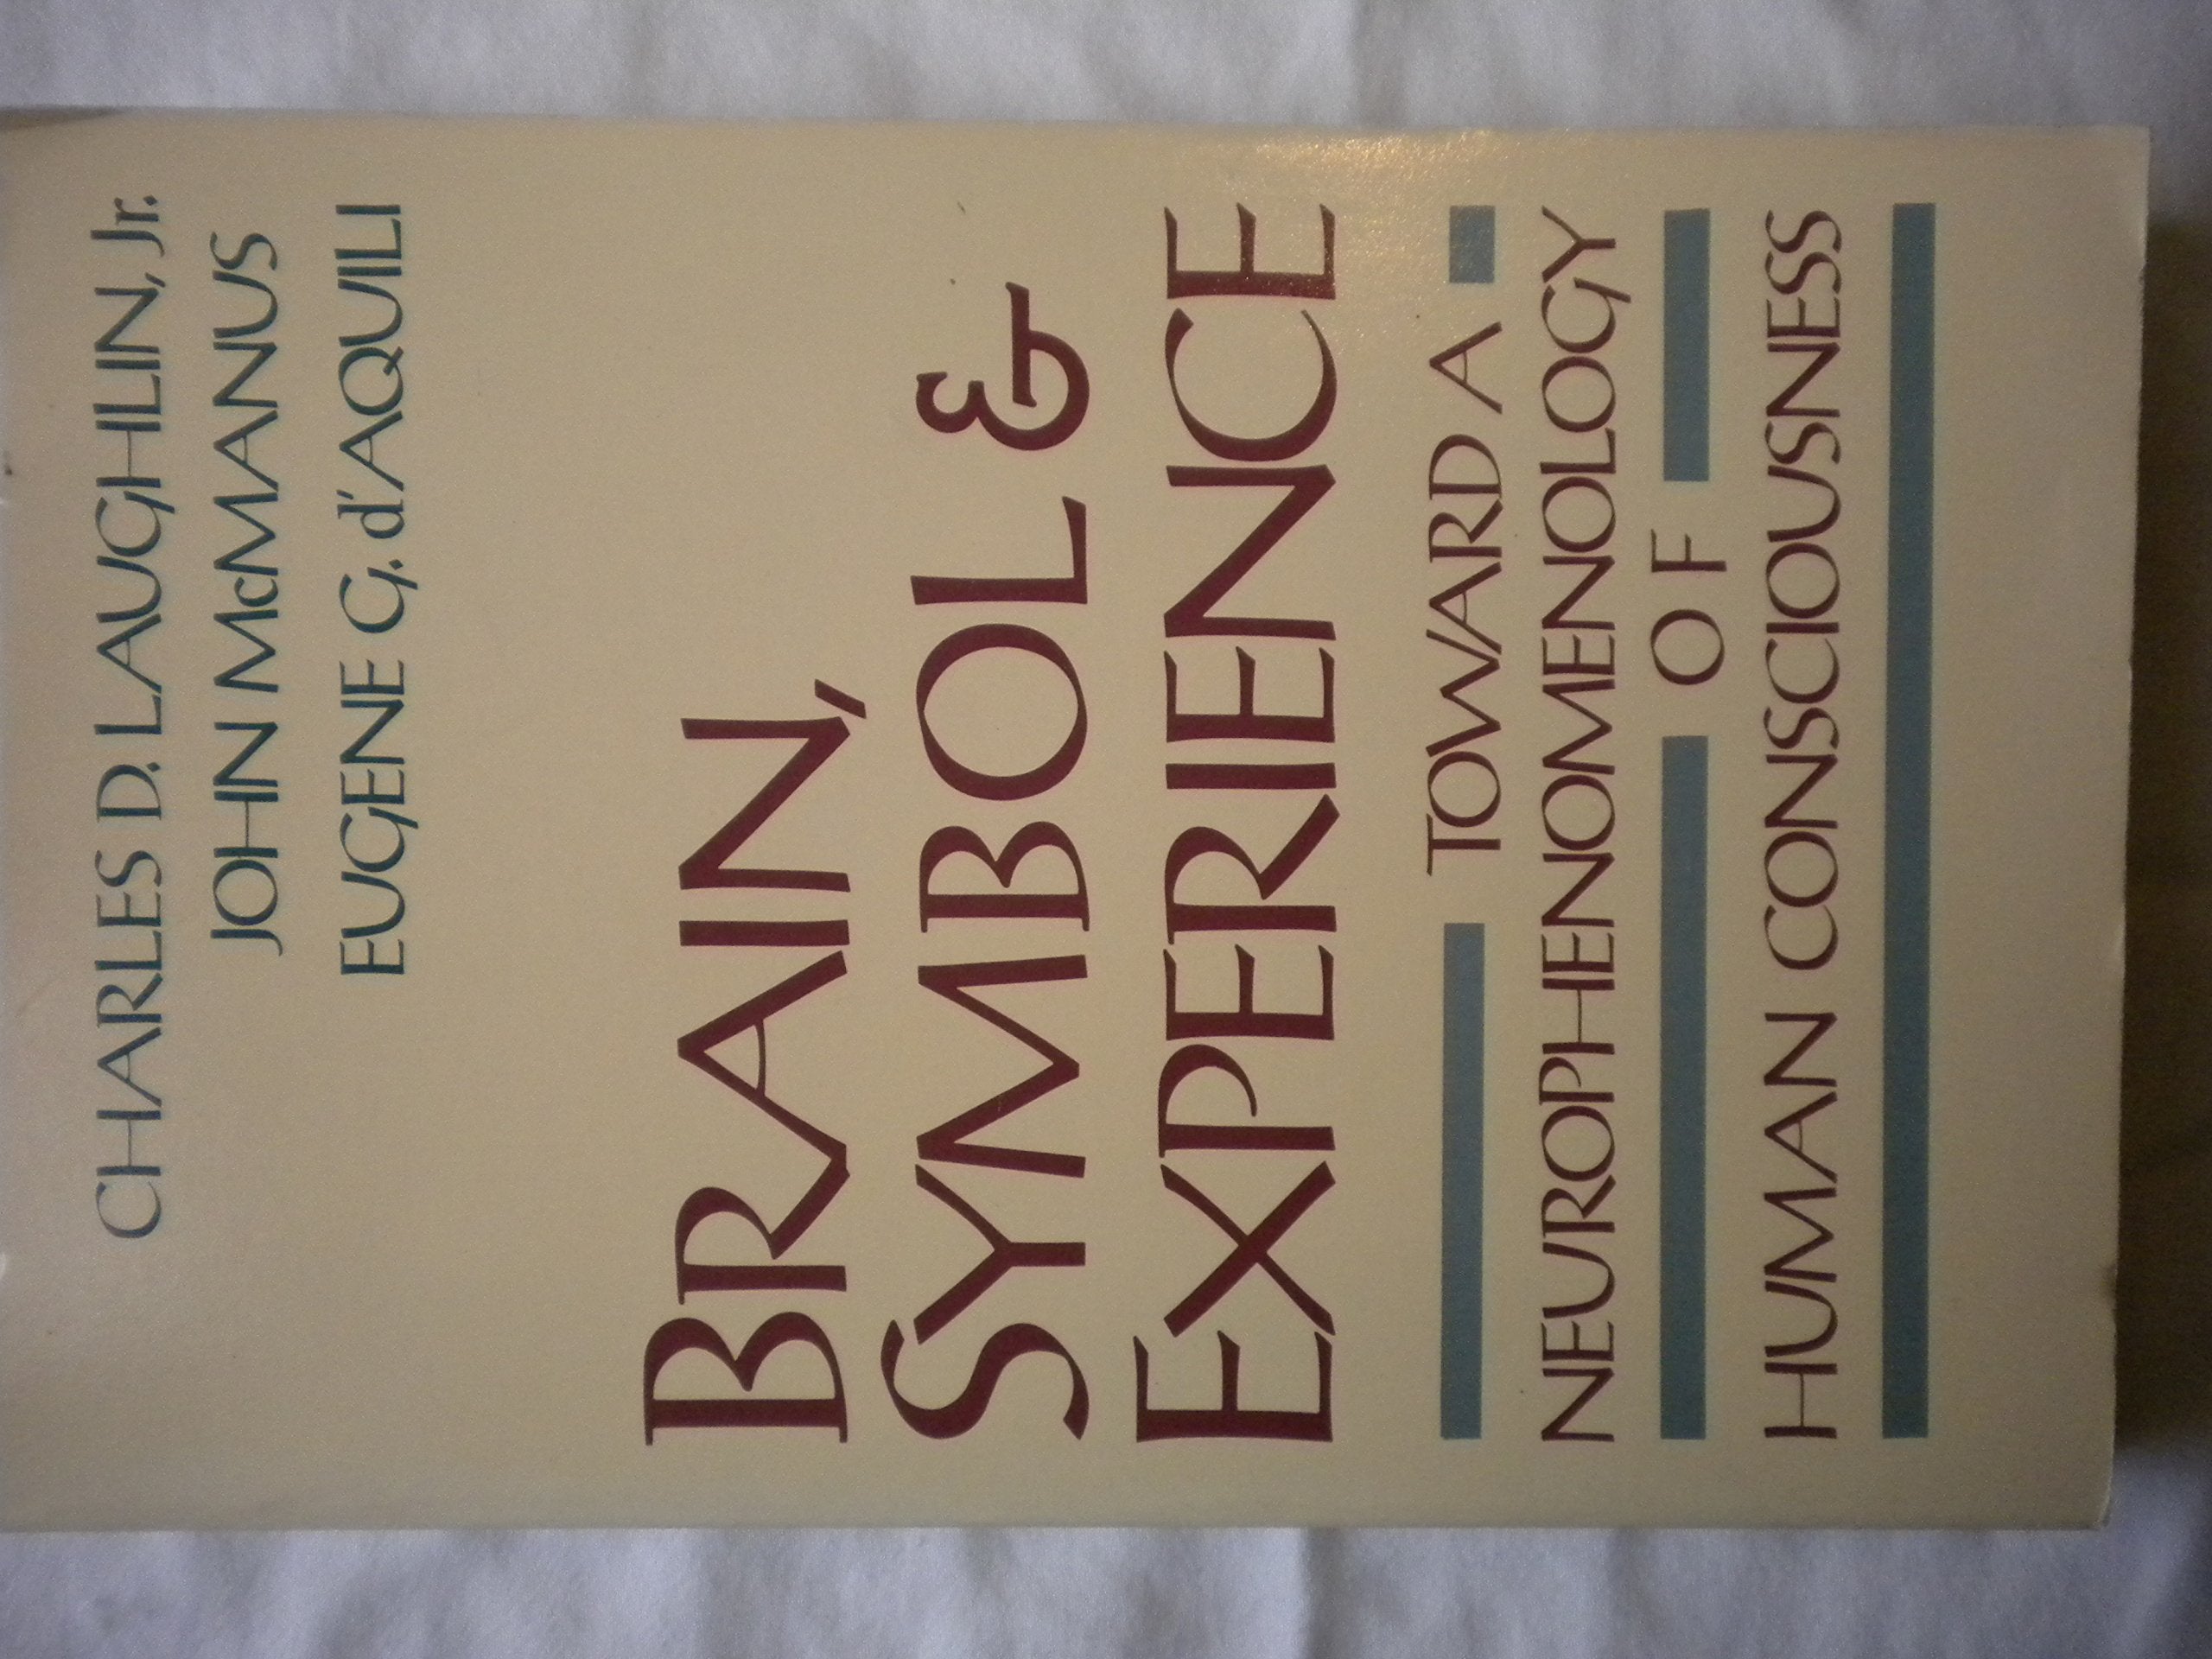 CHARLES D. LAUGHLIN, Jr.
JOHN McMANUS
EUGENE G. d'AQUILI
BRAIN,
SYMBOL &
EXPERIENCE
TOWARD A
NEUROPHENOMENOLOGY
OF
HUMAN CONSCIOUSNESS